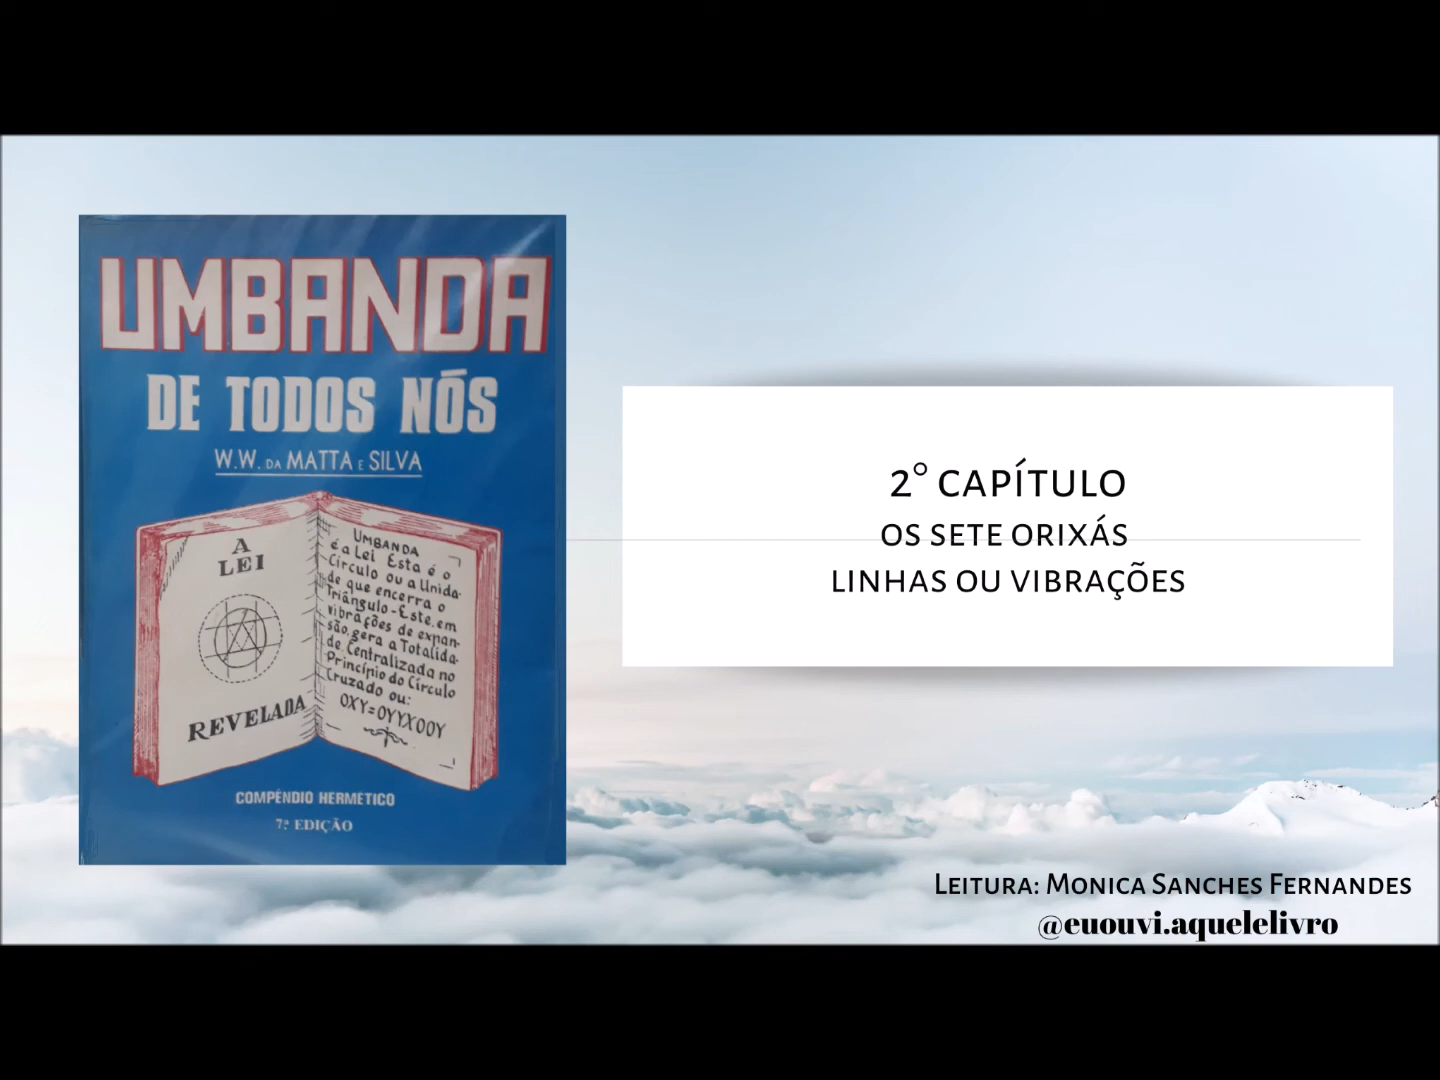 UMBANDA
DE TODOS NÓS
W.W. DA MATTA E SILVA
A
LEI
REVELADA
UMBANDA
é a Lei Esta é o
Círculo ou a Unida-
de que encerra o
Triângulo-Este, em
vibrações de expan-
são, gera a Totalida-
de Centralizada no
Princípio do Círculo
Cruzado ou:
OXY=OYYXOOY
COMPÊNDIO HERMÉTICO
7ª EDIÇÃO
2° CAPÍTULO
OS SETE ORIXÁS
LINHAS OU VIBRAÇÕES
LEITURA: MONICA SANCHES FERNANDES
@euouvi.aquelelivro